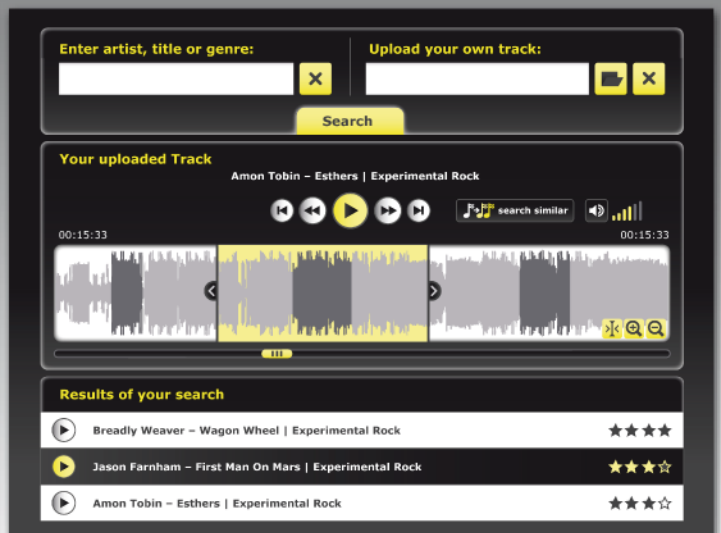 Enter artist, title or genre:
Upload your own track:
Search
Your uploaded Track
Amon Tobin – Esthers | Experimental Rock
search similar
00:15:33
00:15:33
Results of your search
Breadly Weaver – Wagon Wheel | Experimental Rock
Jason Farnham – First Man On Mars | Experimental Rock
Amon Tobin – Esthers | Experimental Rock